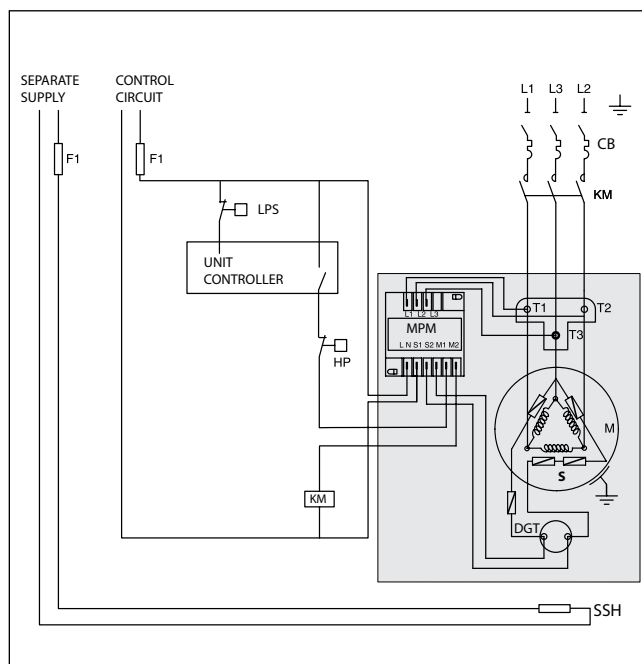 SEPARATE
SUPPLY
CONTROL
CIRCUIT
L1 L3 L2
F1
F1
CB
KM
LPS
UNIT
CONTROLLER
L1 L2 L3
MPM
L N S1 S2 M1 M2
T1
T2
T3
HP
M
S
KM
DGT
SSH